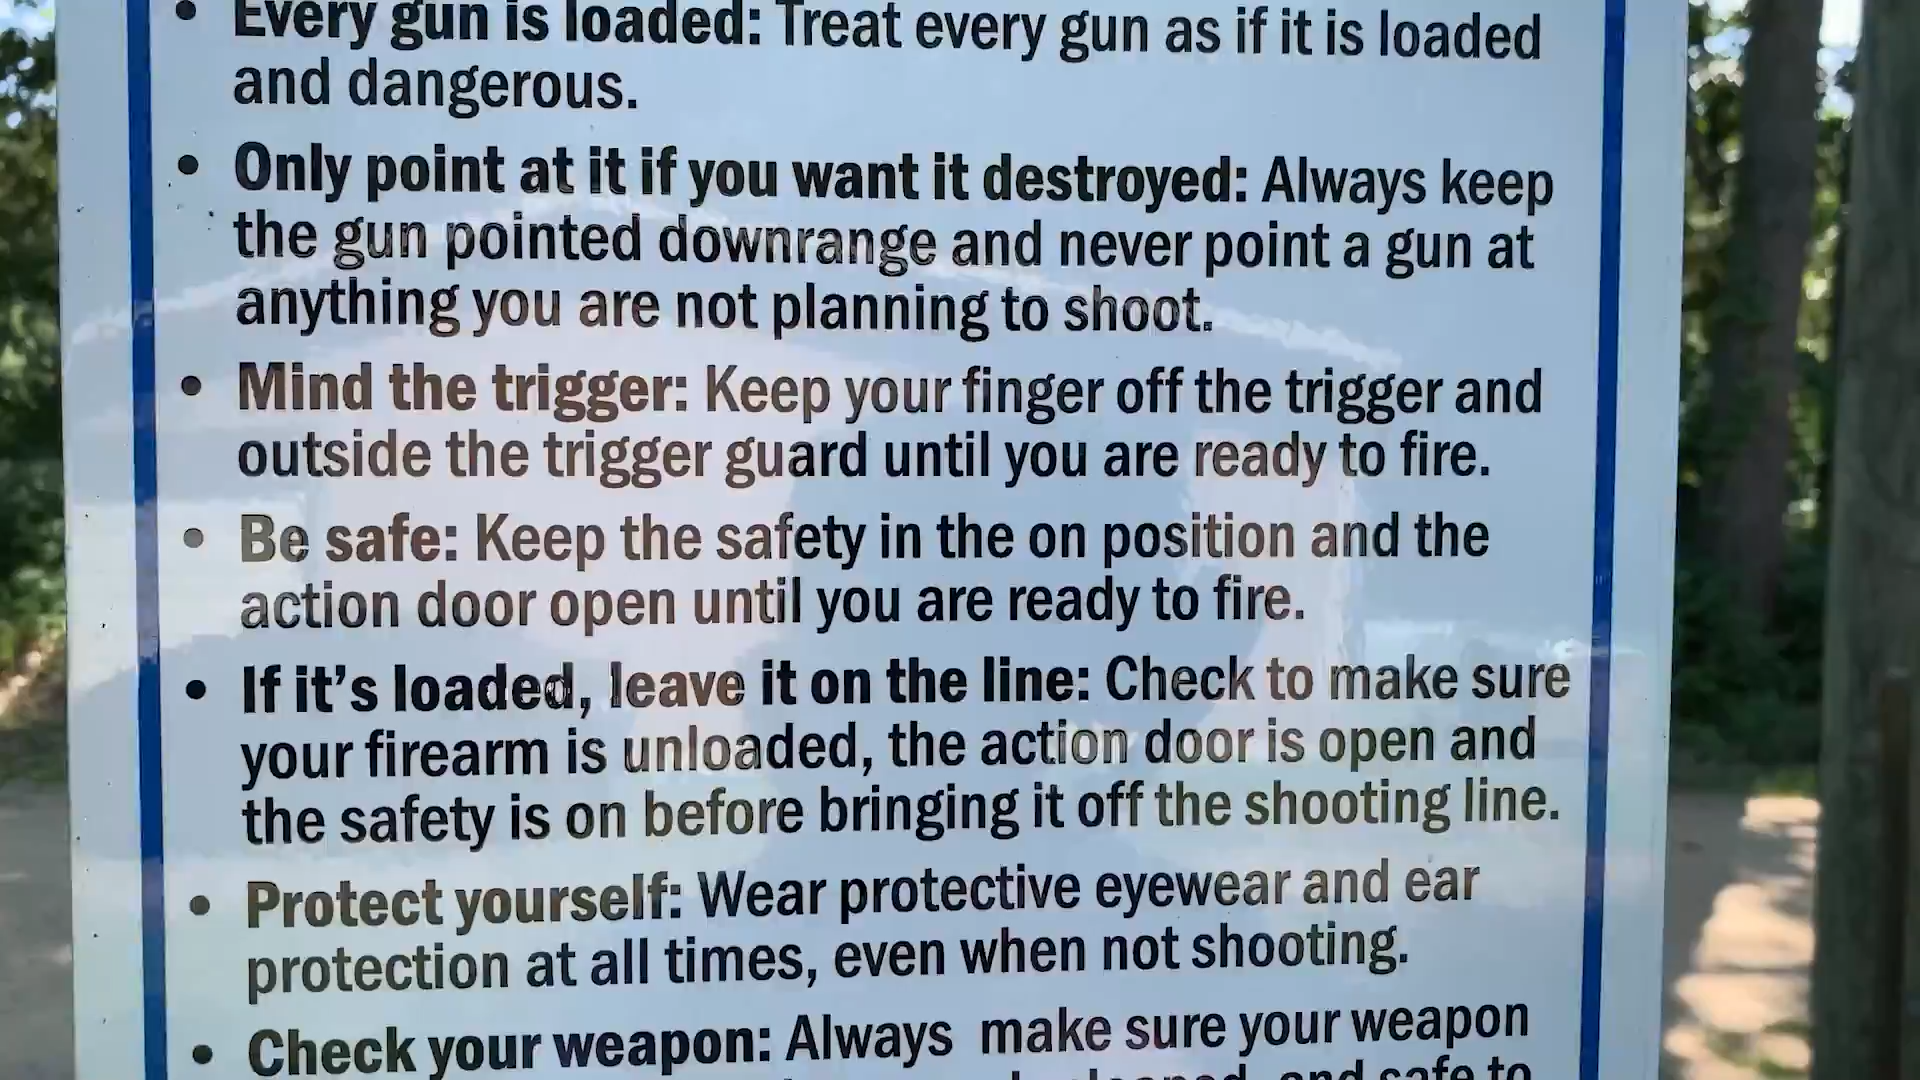 • Every gun is loaded: Treat every gun as if it is loaded
and dangerous.
• Only point at it if you want it destroyed: Always keep
the gun pointed downrange and never point a gun at
anything you are not planning to shoot.
• Mind the trigger: Keep your finger off the trigger and
outside the trigger guard until you are ready to fire.
• Be safe: Keep the safety in the on position and the
action door open until you are ready to fire.
• If it's loaded, leave it on the line: Check to make sure
your firearm is unloaded, the action door is open and
the safety is on before bringing it off the shooting line.
• Protect yourself: Wear protective eyewear and ear
protection at all times, even when not shooting.
• Check your weapon: Always make sure your weapon
cleaned, and safe to